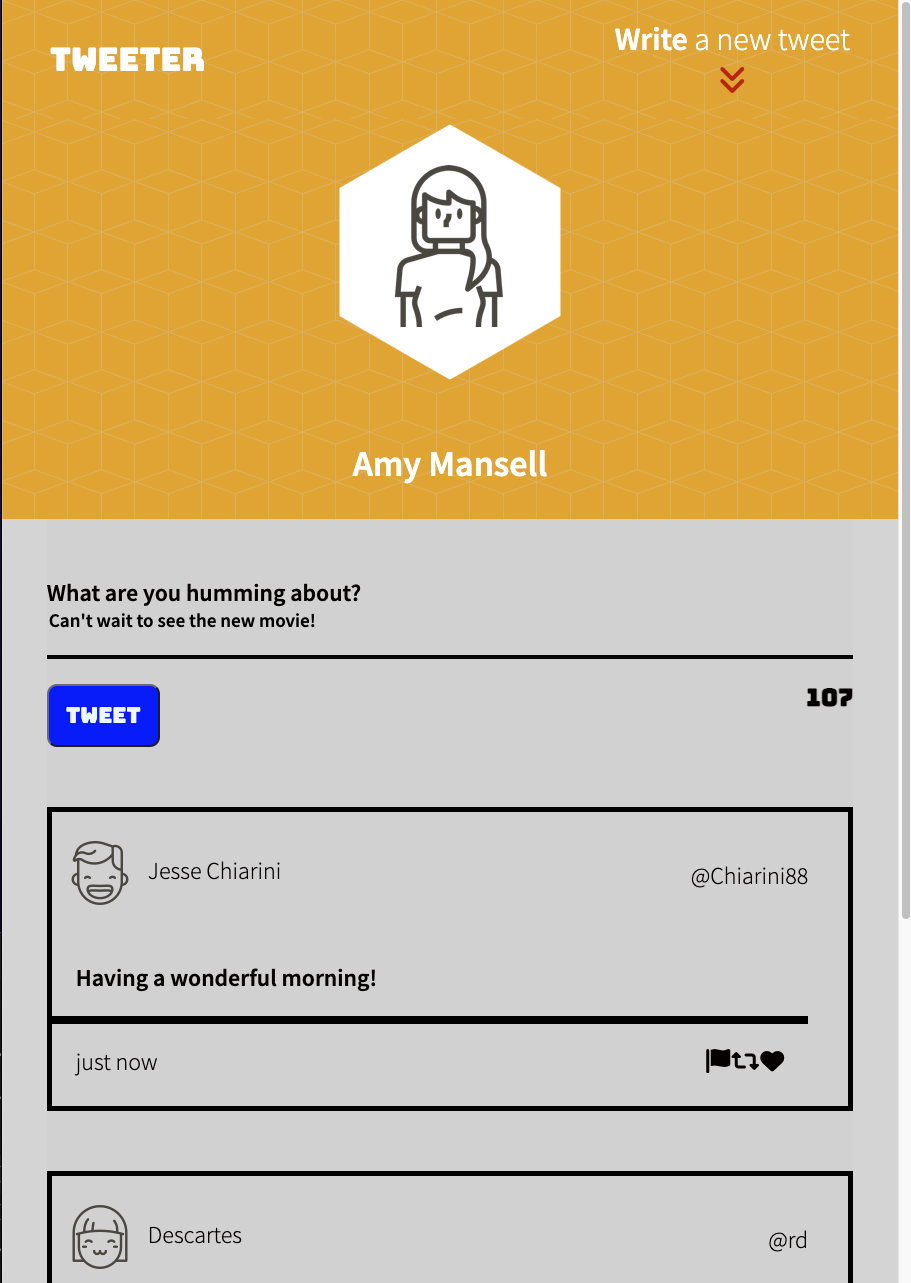 TWEETER
Write a new tweet
Amy Mansell
What are you humming about?
Can't wait to see the new movie!
TWEET
107
Jesse Chiarini
@Chiarini88
Having a wonderful morning!
just now
Descartes
@rd